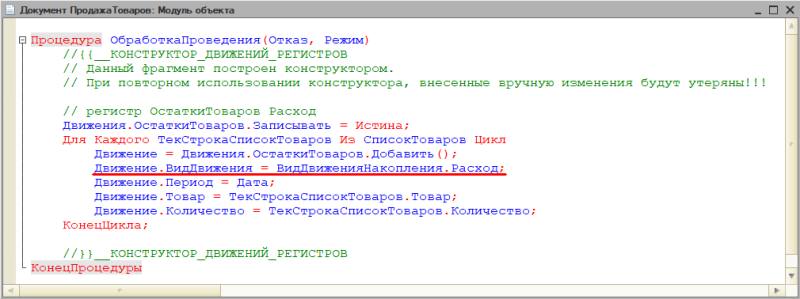 Документ ПродажаТоваров: Модуль объекта
Процедура ОбработкаПроведения(Отказ, Режим)
//{{__КОНСТРУКТОР_ДВИЖЕНИЙ_РЕГИСТРОВ
// Данный фрагмент построен конструктором.
// При повторном использовании конструктора, внесенные вручную изменения будут утеряны!!!
// регистр ОстаткиТоваров Расход
Движения.ОстаткиТоваров.Записывать = Истина;
Для Каждого ТекСтрокаСписокТоваров Из СписокТоваров Цикл
Движение = Движения.ОстаткиТоваров.Добавить();
Движение.ВидДвижения = ВидДвиженияНакопления.Расход;
Движение.Период = Дата;
Движение.Товар = ТекСтрокаСписокТоваров.Товар;
Движение.Количество = ТекСтрокаСписокТоваров.Количество;
КонецЦикла;
//}}__КОНСТРУКТОР_ДВИЖЕНИЙ_РЕГИСТРОВ
КонецПроцедуры